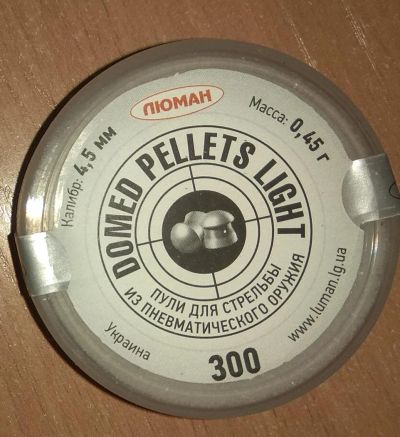 ЛЮМАН
Калибр: 4,5 мм
Масса: 0,45 г
DOMED PELLETS LIGHT
ПУЛИ ДЛЯ СТРЕЛЬБЫ
ИЗ ПНЕВМАТИЧЕСКОГО ОРУЖИЯ
www.luman.lg.ua
Украина
300